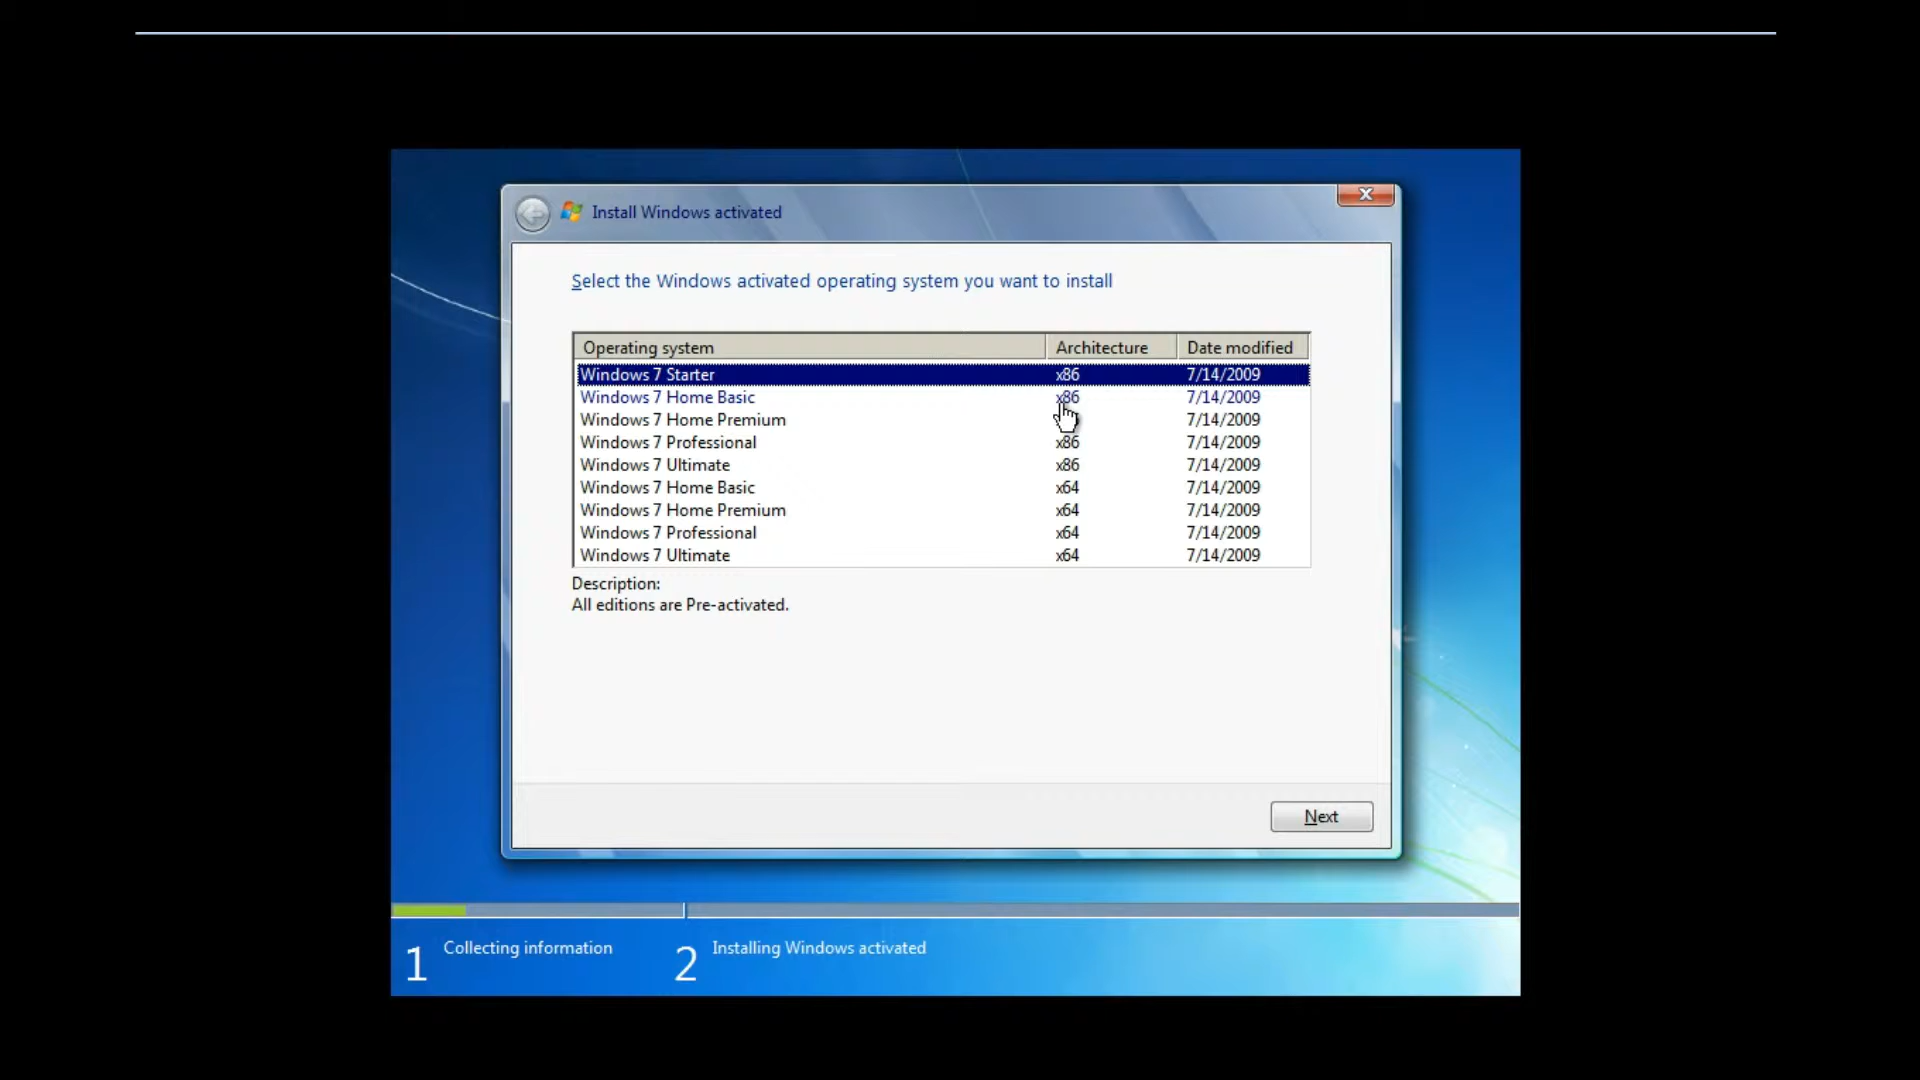 Install Windows activated
Select the Windows activated operating system you want to install
Operating system Architecture Date modified
Windows 7 Starter x86 7/14/2009
Windows 7 Home Basic x86 7/14/2009
Windows 7 Home Premium 7/14/2009
Windows 7 Professional x86 7/14/2009
Windows 7 Ultimate x86 7/14/2009
Windows 7 Home Basic x64 7/14/2009
Windows 7 Home Premium x64 7/14/2009
Windows 7 Professional x64 7/14/2009
Windows 7 Ultimate x64 7/14/2009
Description:
All editions are Pre-activated.
Next
1 Collecting information 2 Installing Windows activated